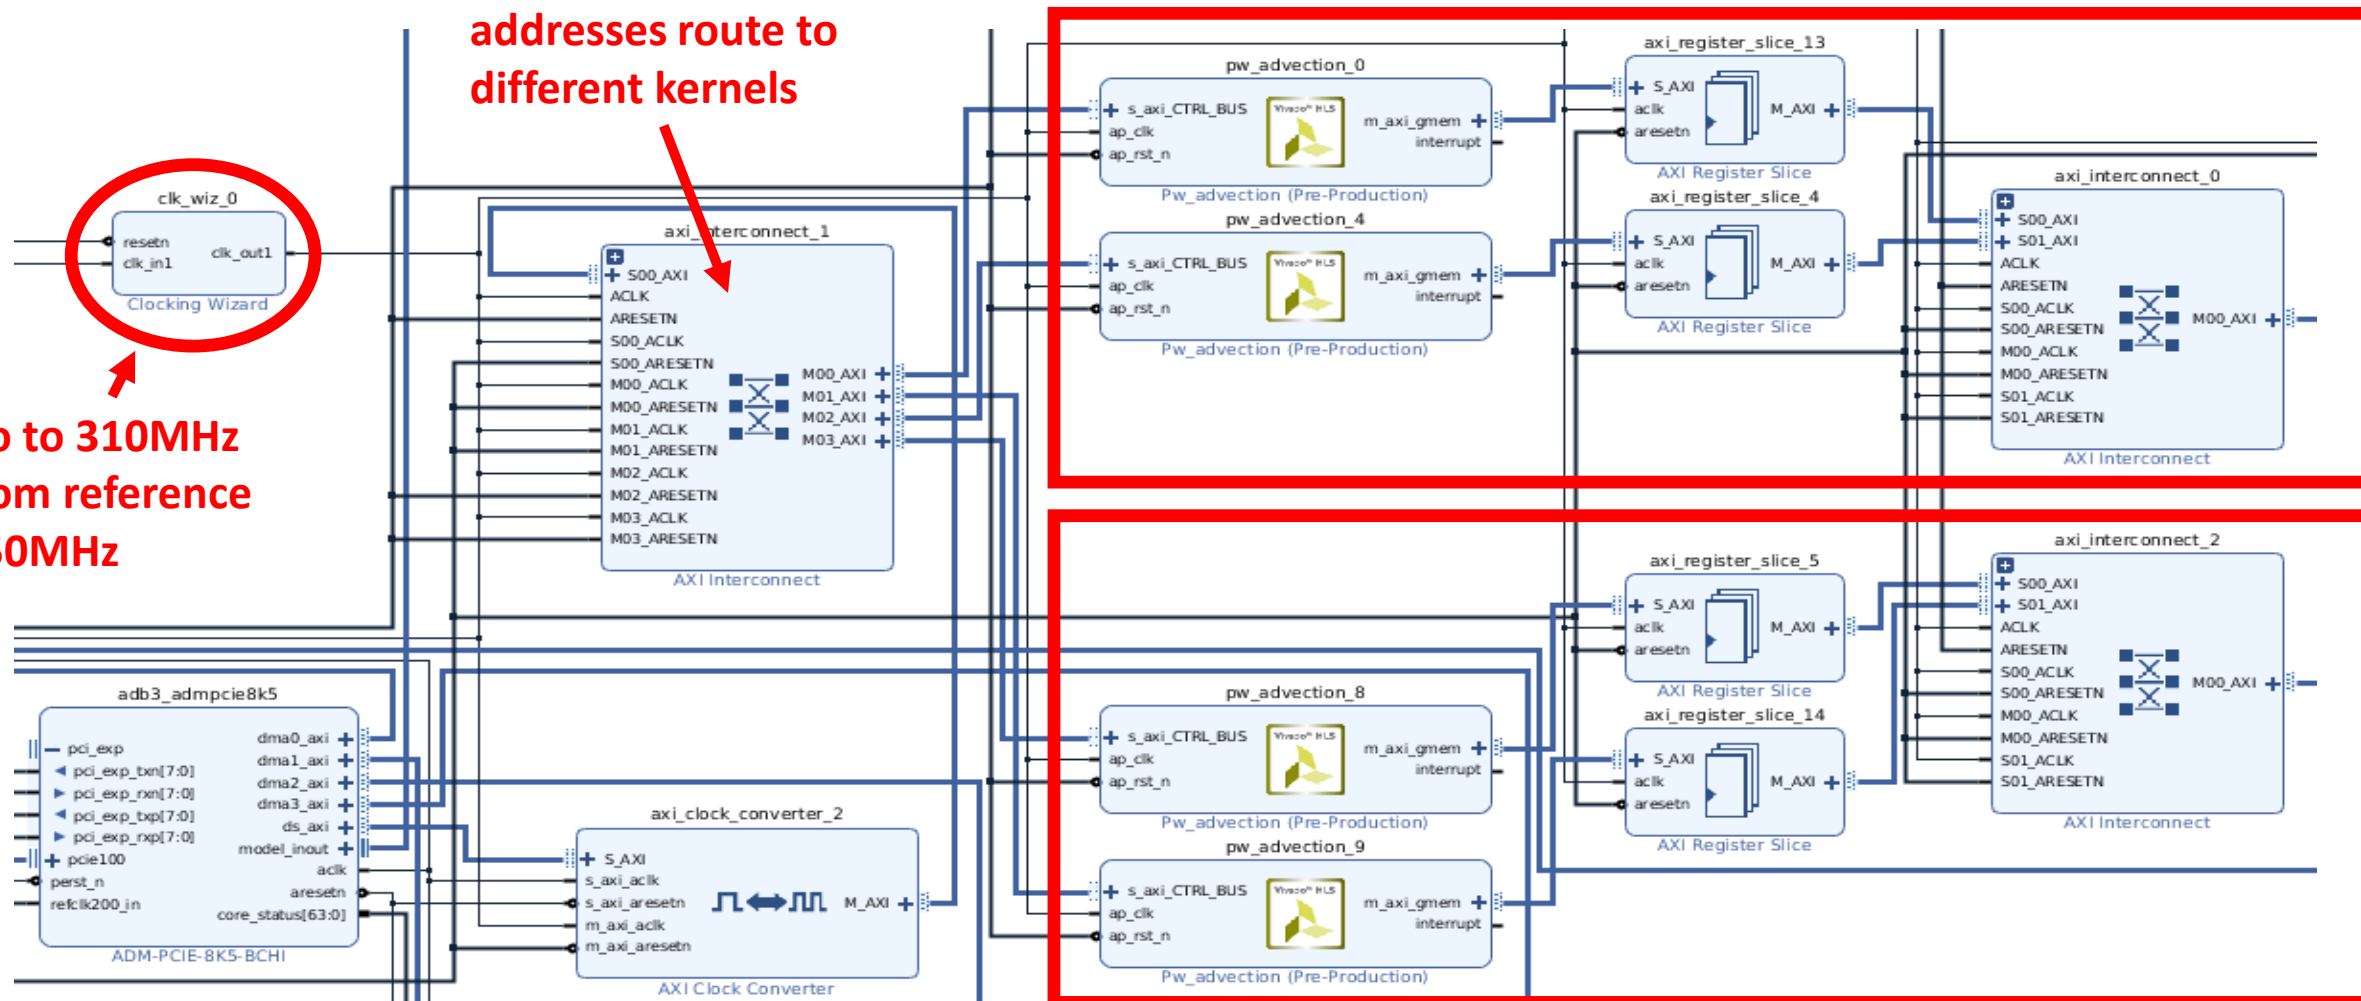 addresses route to
different kernels
clk_wiz_0
resetn
clk_in1
clk_out1
Clocking Wizard
to 310MHz
reference
0MHz
axi_interconnect_1
S00_AXI
ACLK
ARESETN
S00_ACLK
S00_ARESETN
M00_ACLK
M00_ARESETN
M01_ACLK
M01_ARESETN
M02_ACLK
M02_ARESETN
M03_ACLK
M03_ARESETN
M00_AXI
M01_AXI
M02_AXI
M03_AXI
AXI Interconnect
adb3_admpcie8k5
pci_exp
pci_exp_txn[7:0]
pci_exp_rxn[7:0]
pci_exp_txp[7:0]
pci_exp_rxp[7:0]
pcie100
perst_n
refclk200_in
dma0_axi
dma1_axi
dma2_axi
dma3_axi
ds_axi
model_inout
aclk
aresetn
core_status[63:0]
ADM-PCIE-8K5-BCHI
axi_clock_converter_2
S_AXI
s_axi_aclk
s_axi_aresetn
m_axi_aclk
m_axi_aresetn
M_AXI
AXI Clock Converter
pw_advection_0
s_axi_CTRL_BUS
ap_clk
ap_rst_n
Vivado™ HLS
m_axi_gmem
interrupt
Pw_advection (Pre-Production)
pw_advection_4
s_axi_CTRL_BUS
ap_clk
ap_rst_n
Vivado™ HLS
m_axi_gmem
interrupt
Pw_advection (Pre-Production)
axi_register_slice_13
S_AXI
aclk
aresetn
M_AXI
AXI Register Slice
axi_register_slice_4
S_AXI
aclk
aresetn
M_AXI
AXI Register Slice
axi_interconnect_0
S00_AXI
S01_AXI
ACLK
ARESETN
S00_ACLK
S00_ARESETN
M00_ACLK
M00_ARESETN
S01_ACLK
S01_ARESETN
M00_AXI
AXI Interconnect
pw_advection_8
s_axi_CTRL_BUS
ap_clk
ap_rst_n
Vivado™ HLS
m_axi_gmem
interrupt
Pw_advection (Pre-Production)
pw_advection_9
s_axi_CTRL_BUS
ap_clk
ap_rst_n
Vivado™ HLS
m_axi_gmem
interrupt
Pw_advection (Pre-Production)
axi_register_slice_5
S_AXI
aclk
aresetn
M_AXI
AXI Register Slice
axi_register_slice_14
S_AXI
aclk
aresetn
M_AXI
AXI Register Slice
axi_interconnect_2
S00_AXI
S01_AXI
ACLK
ARESETN
S00_ACLK
S00_ARESETN
M00_ACLK
M00_ARESETN
S01_ACLK
S01_ARESETN
M00_AXI
AXI Interconnect